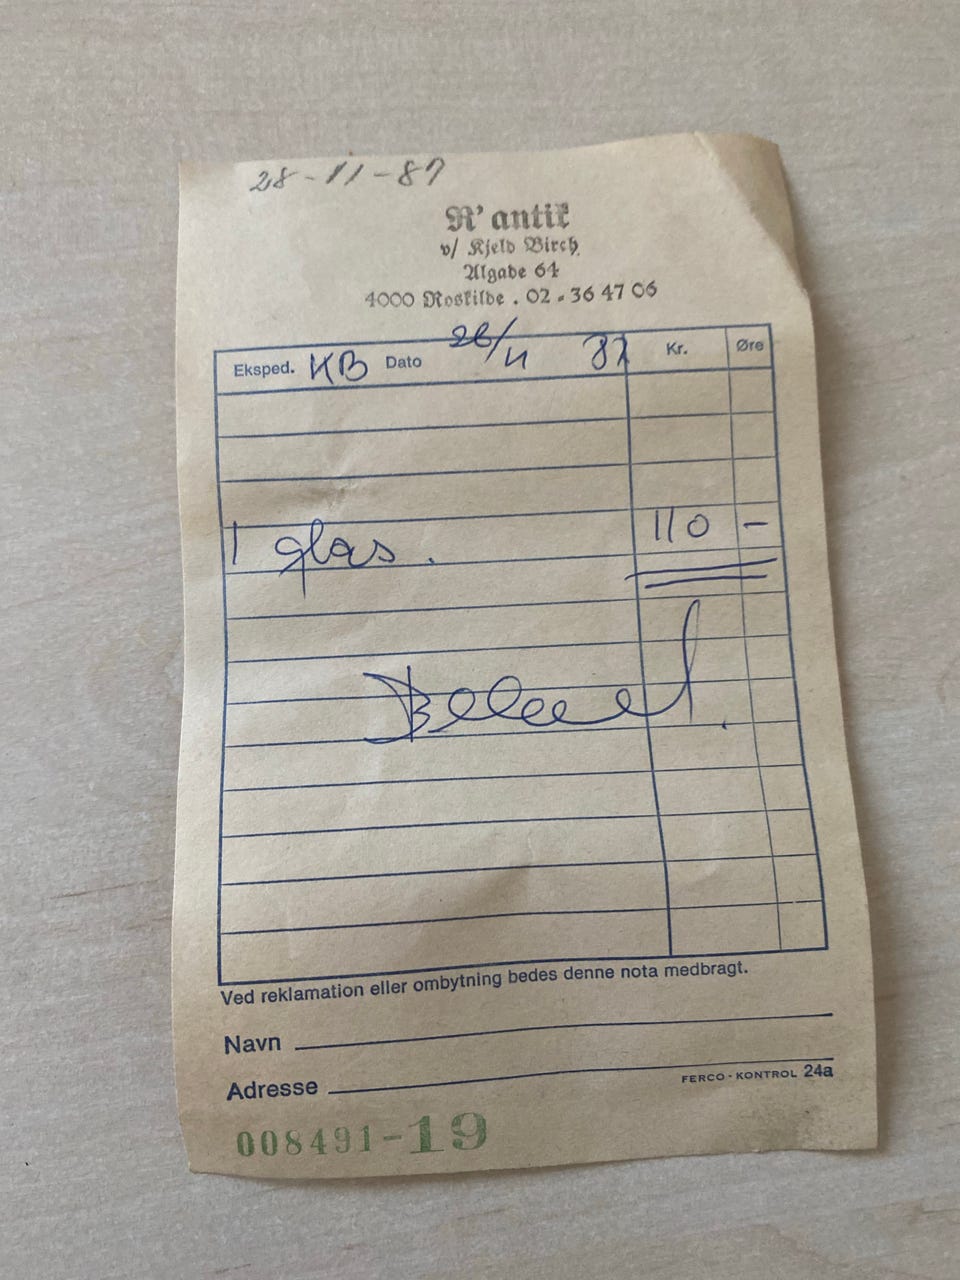 28-11-87
R' antik
v/ Kjeld Birch
Algade 64
4000 Roskilde . 02 - 36 47 06
Eksped. KB Dato 28/11 87 Kr. Øre
1 glas. 110 -
Ved reklamation eller ombytning bedes denne nota medbragt.
Navn
Adresse
FERCO - KONTROL 24a
008491-19